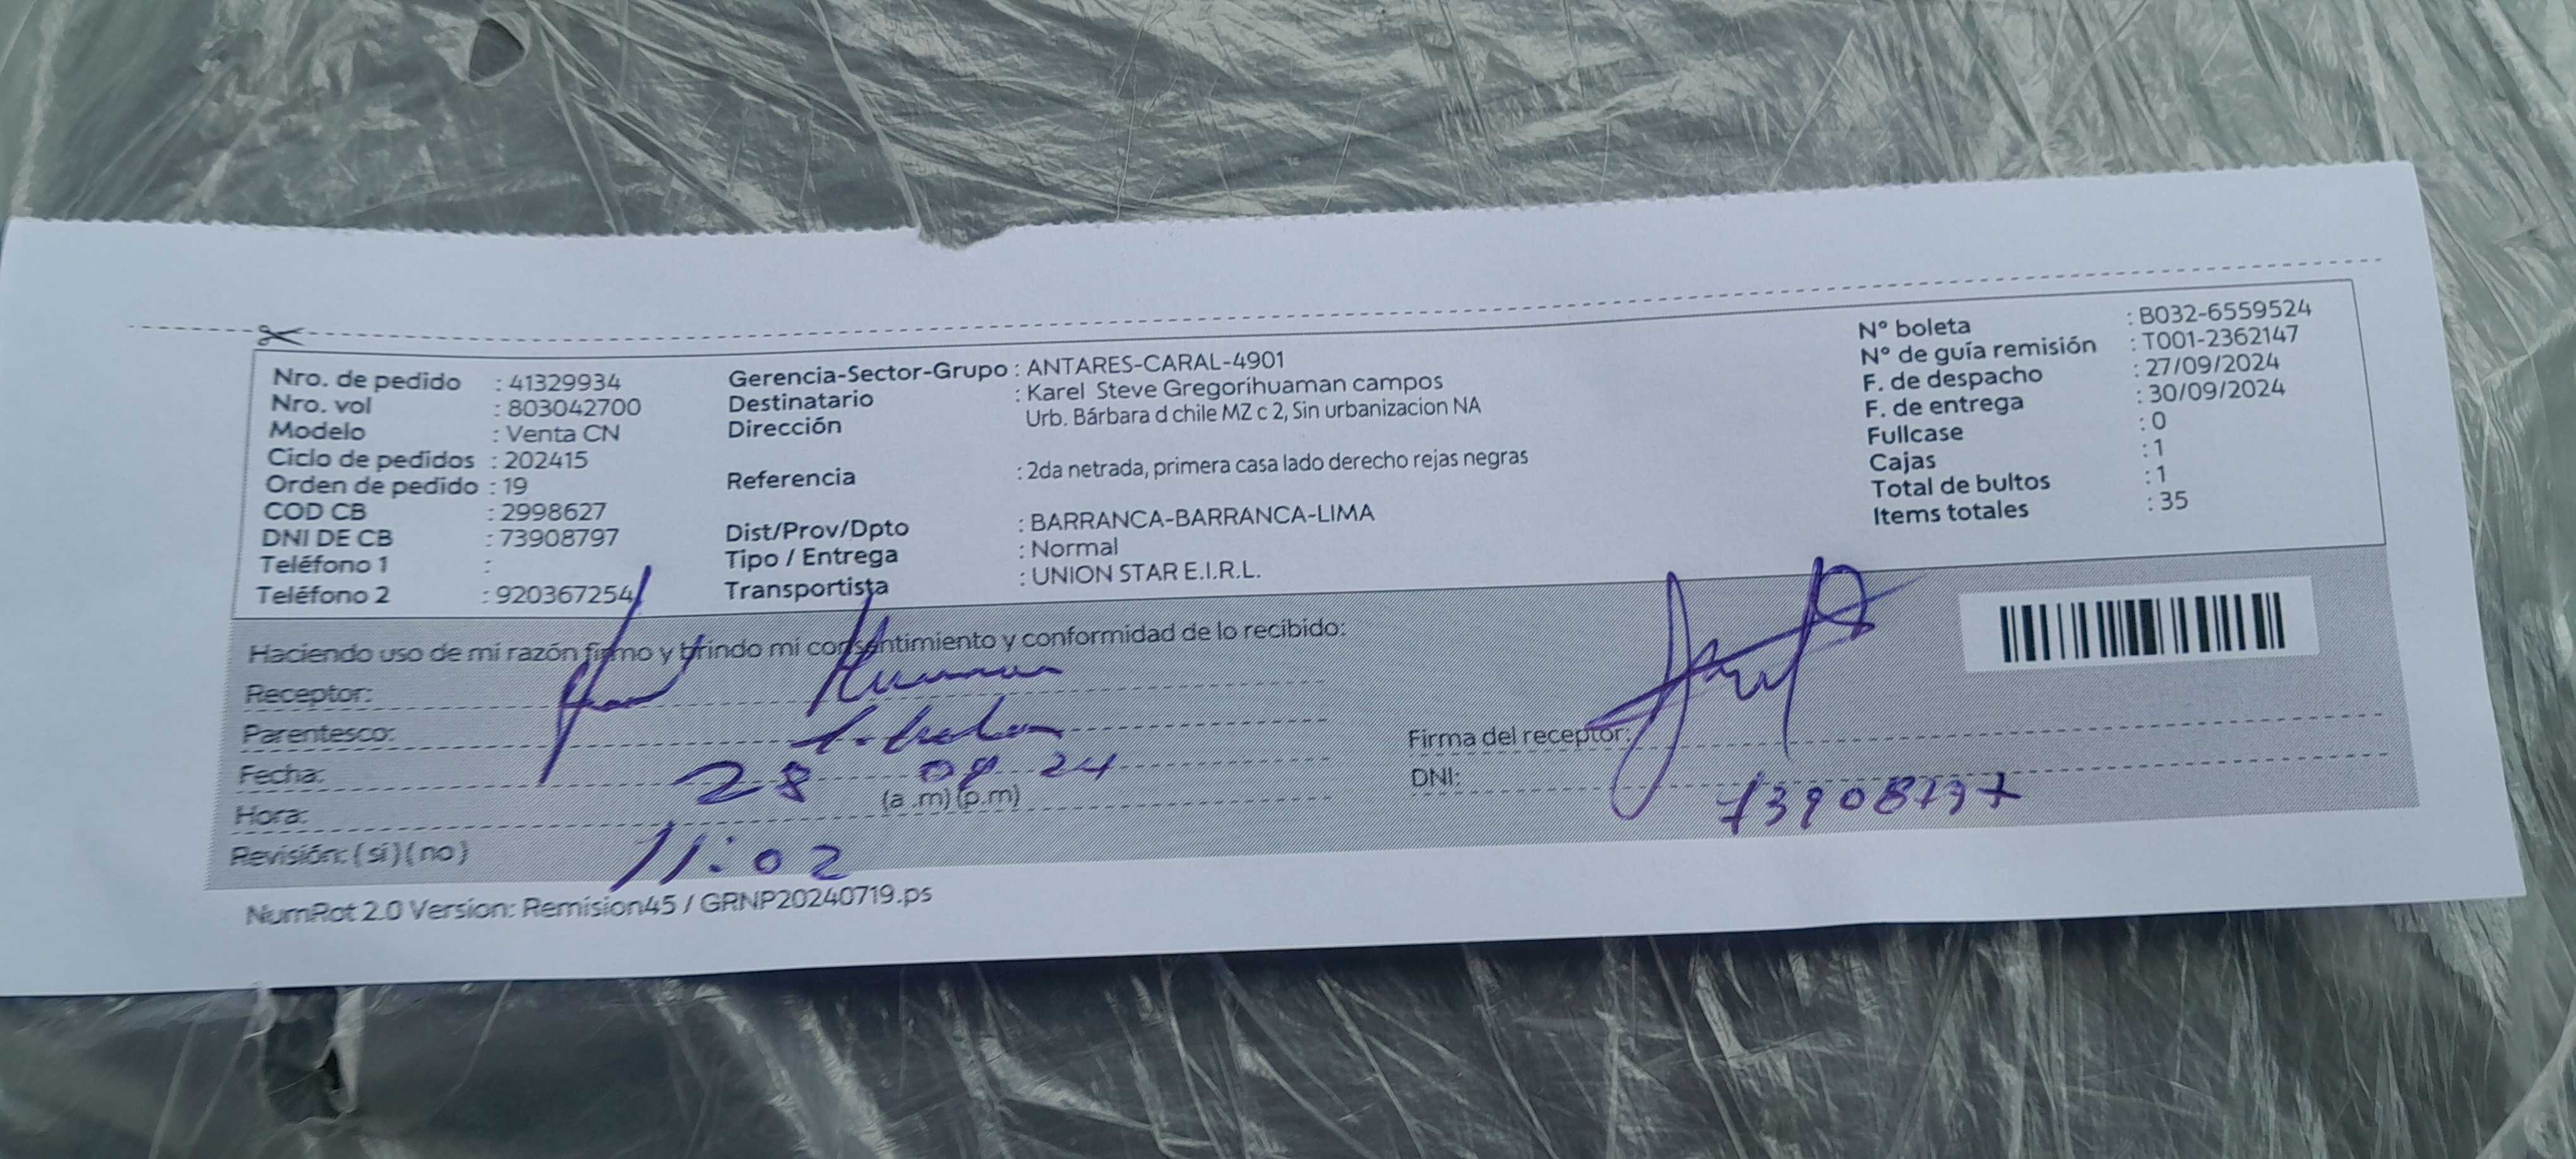 Nro. de pedido : 41329934
Nro. vol : 803042700
Modelo : Venta CN
Ciclo de pedidos : 202415
Orden de pedido : 19
COD CB : 2998627
DNI DE CB : 73908797
Teléfono 1 :
Teléfono 2 : 920367254
Gerencia-Sector-Grupo : ANTARES-CARAL-4901
Destinatario : Karel Steve Gregorihuaman campos
Dirección Urb. Bárbara d chile MZ c 2, Sin urbanizacion NA
Referencia : 2da netrada, primera casa lado derecho rejas negras
Dist/Prov/Dpto : BARRANCA-BARRANCA-LIMA
Tipo / Entrega : Normal
Transportista : UNION STAR E.I.R.L.
N° boleta : B032-6559524
N° de guía remisión : T001-2362147
F. de despacho : 27/09/2024
F. de entrega : 30/09/2024
Fullcase : 0
Cajas : 1
Total de bultos : 1
Items totales : 35
Haciendo uso de mi razón firmo y brindo mi consentimiento y conformidad de lo recibido:
Receptor: Huaman
Parentesco:
Fecha: 28 09 24
Hora: (a .m) (p.m)
11:02
Revisión: (si) (no)
Firma del receptor:
DNI: 73908797
NumRot 2.0 Version: Remision45 / GRNP20240719.ps